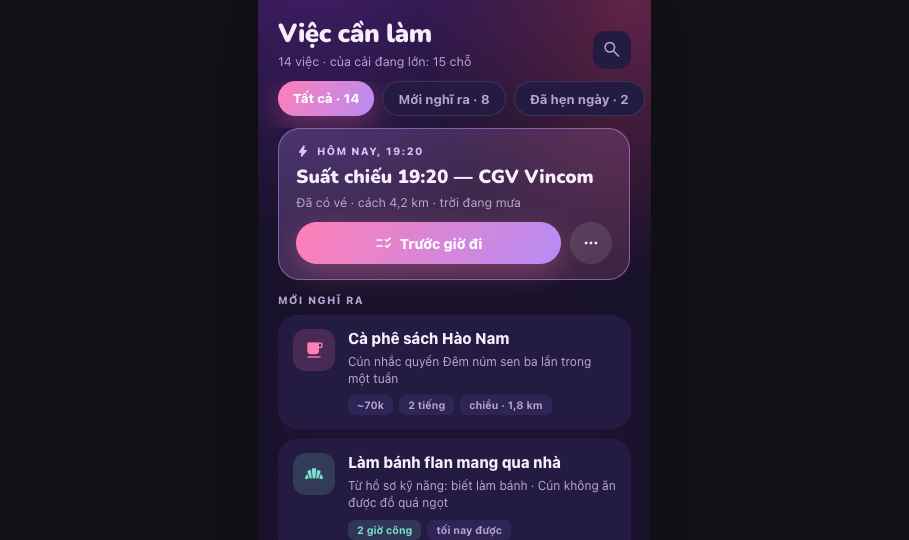 Việc cần làm
14 việc · của cải đang lớn: 15 chỗ
Tất cả · 14
Mới nghĩ ra · 8
Đã hẹn ngày · 2
HÔM NAY, 19:20
Suất chiếu 19:20 — CGV Vincom
Đã có vé · cách 4,2 km · trời đang mưa
Trước giờ đi
MỚI NGHĨ RA
Cà phê sách Hào Nam
Cún nhắc quyển Đêm núm sen ba lần trong
một tuần
~70k
2 tiếng
chiều · 1,8 km
Làm bánh flan mang qua nhà
Từ hồ sơ kỹ năng: biết làm bánh · Cún không ăn
được đồ quá ngọt
2 giờ công
tối nay được